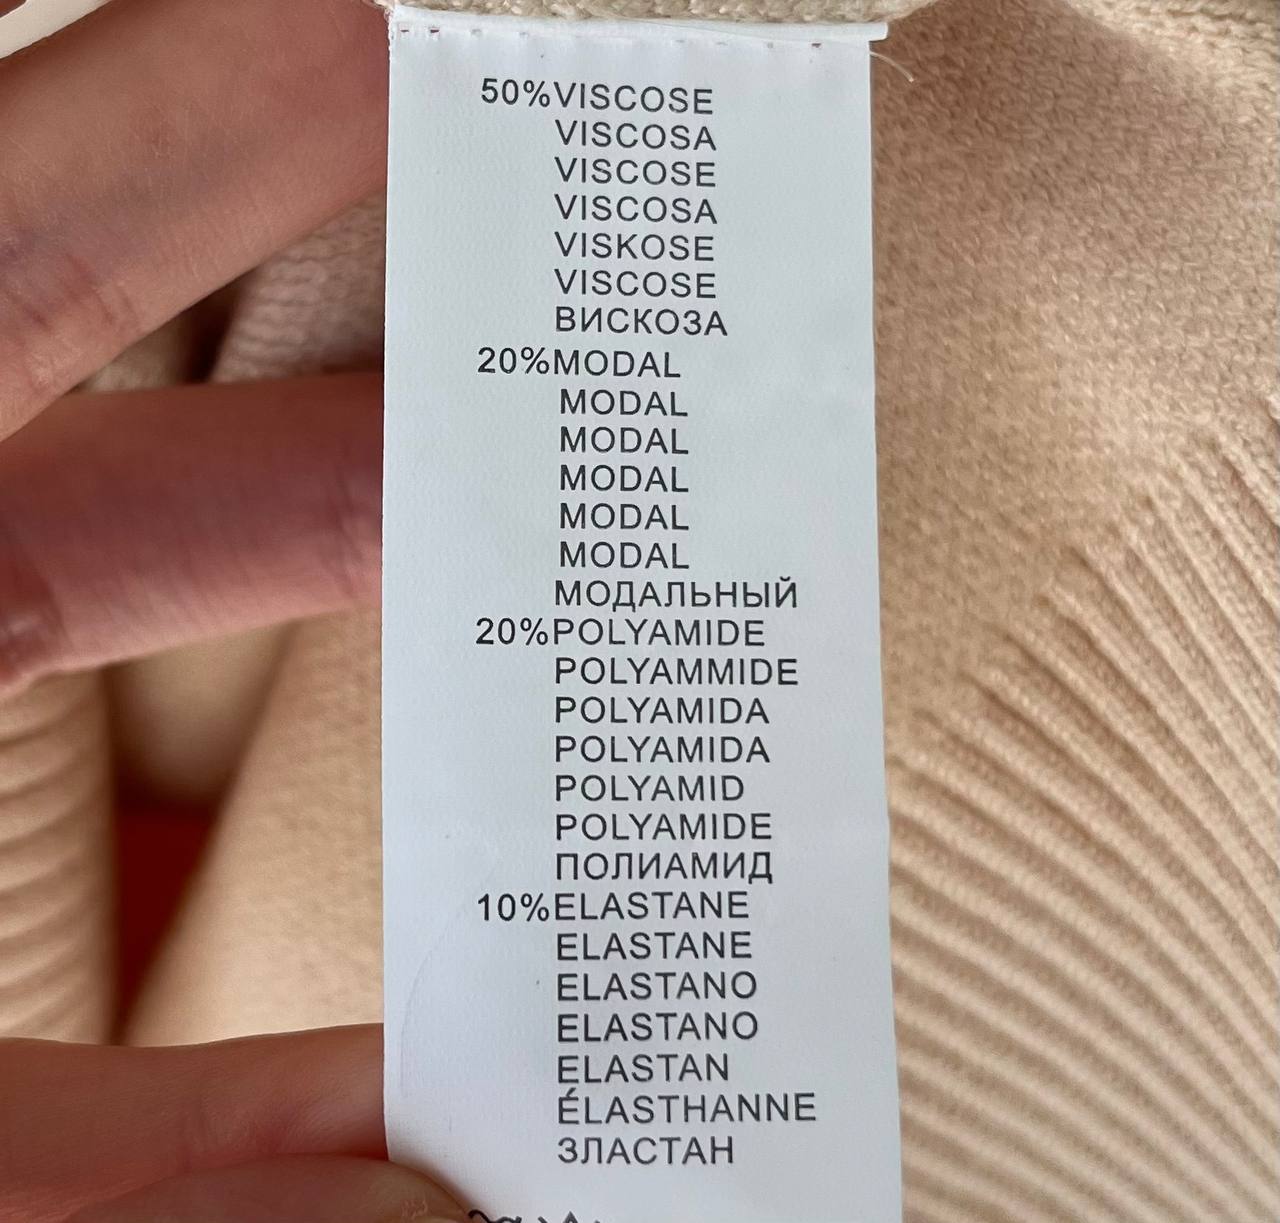 50%VISCOSE
VISCOSA
VISCOSE
VISCOSA
VISKOSE
VISCOSE
ВИСКОЗА
20%MODAL
MODAL
MODAL
MODAL
MODAL
MODAL
МОДАЛЬНЫЙ
20%POLYAMIDE
POLYAMMIDE
POLYAMIDA
POLYAMIDA
POLYAMID
POLYAMIDE
ПОЛИАМИД
10%ELASTANE
ELASTANE
ELASTANO
ELASTANO
ELASTAN
ÉLASTHANNE
ЗЛАСТАН